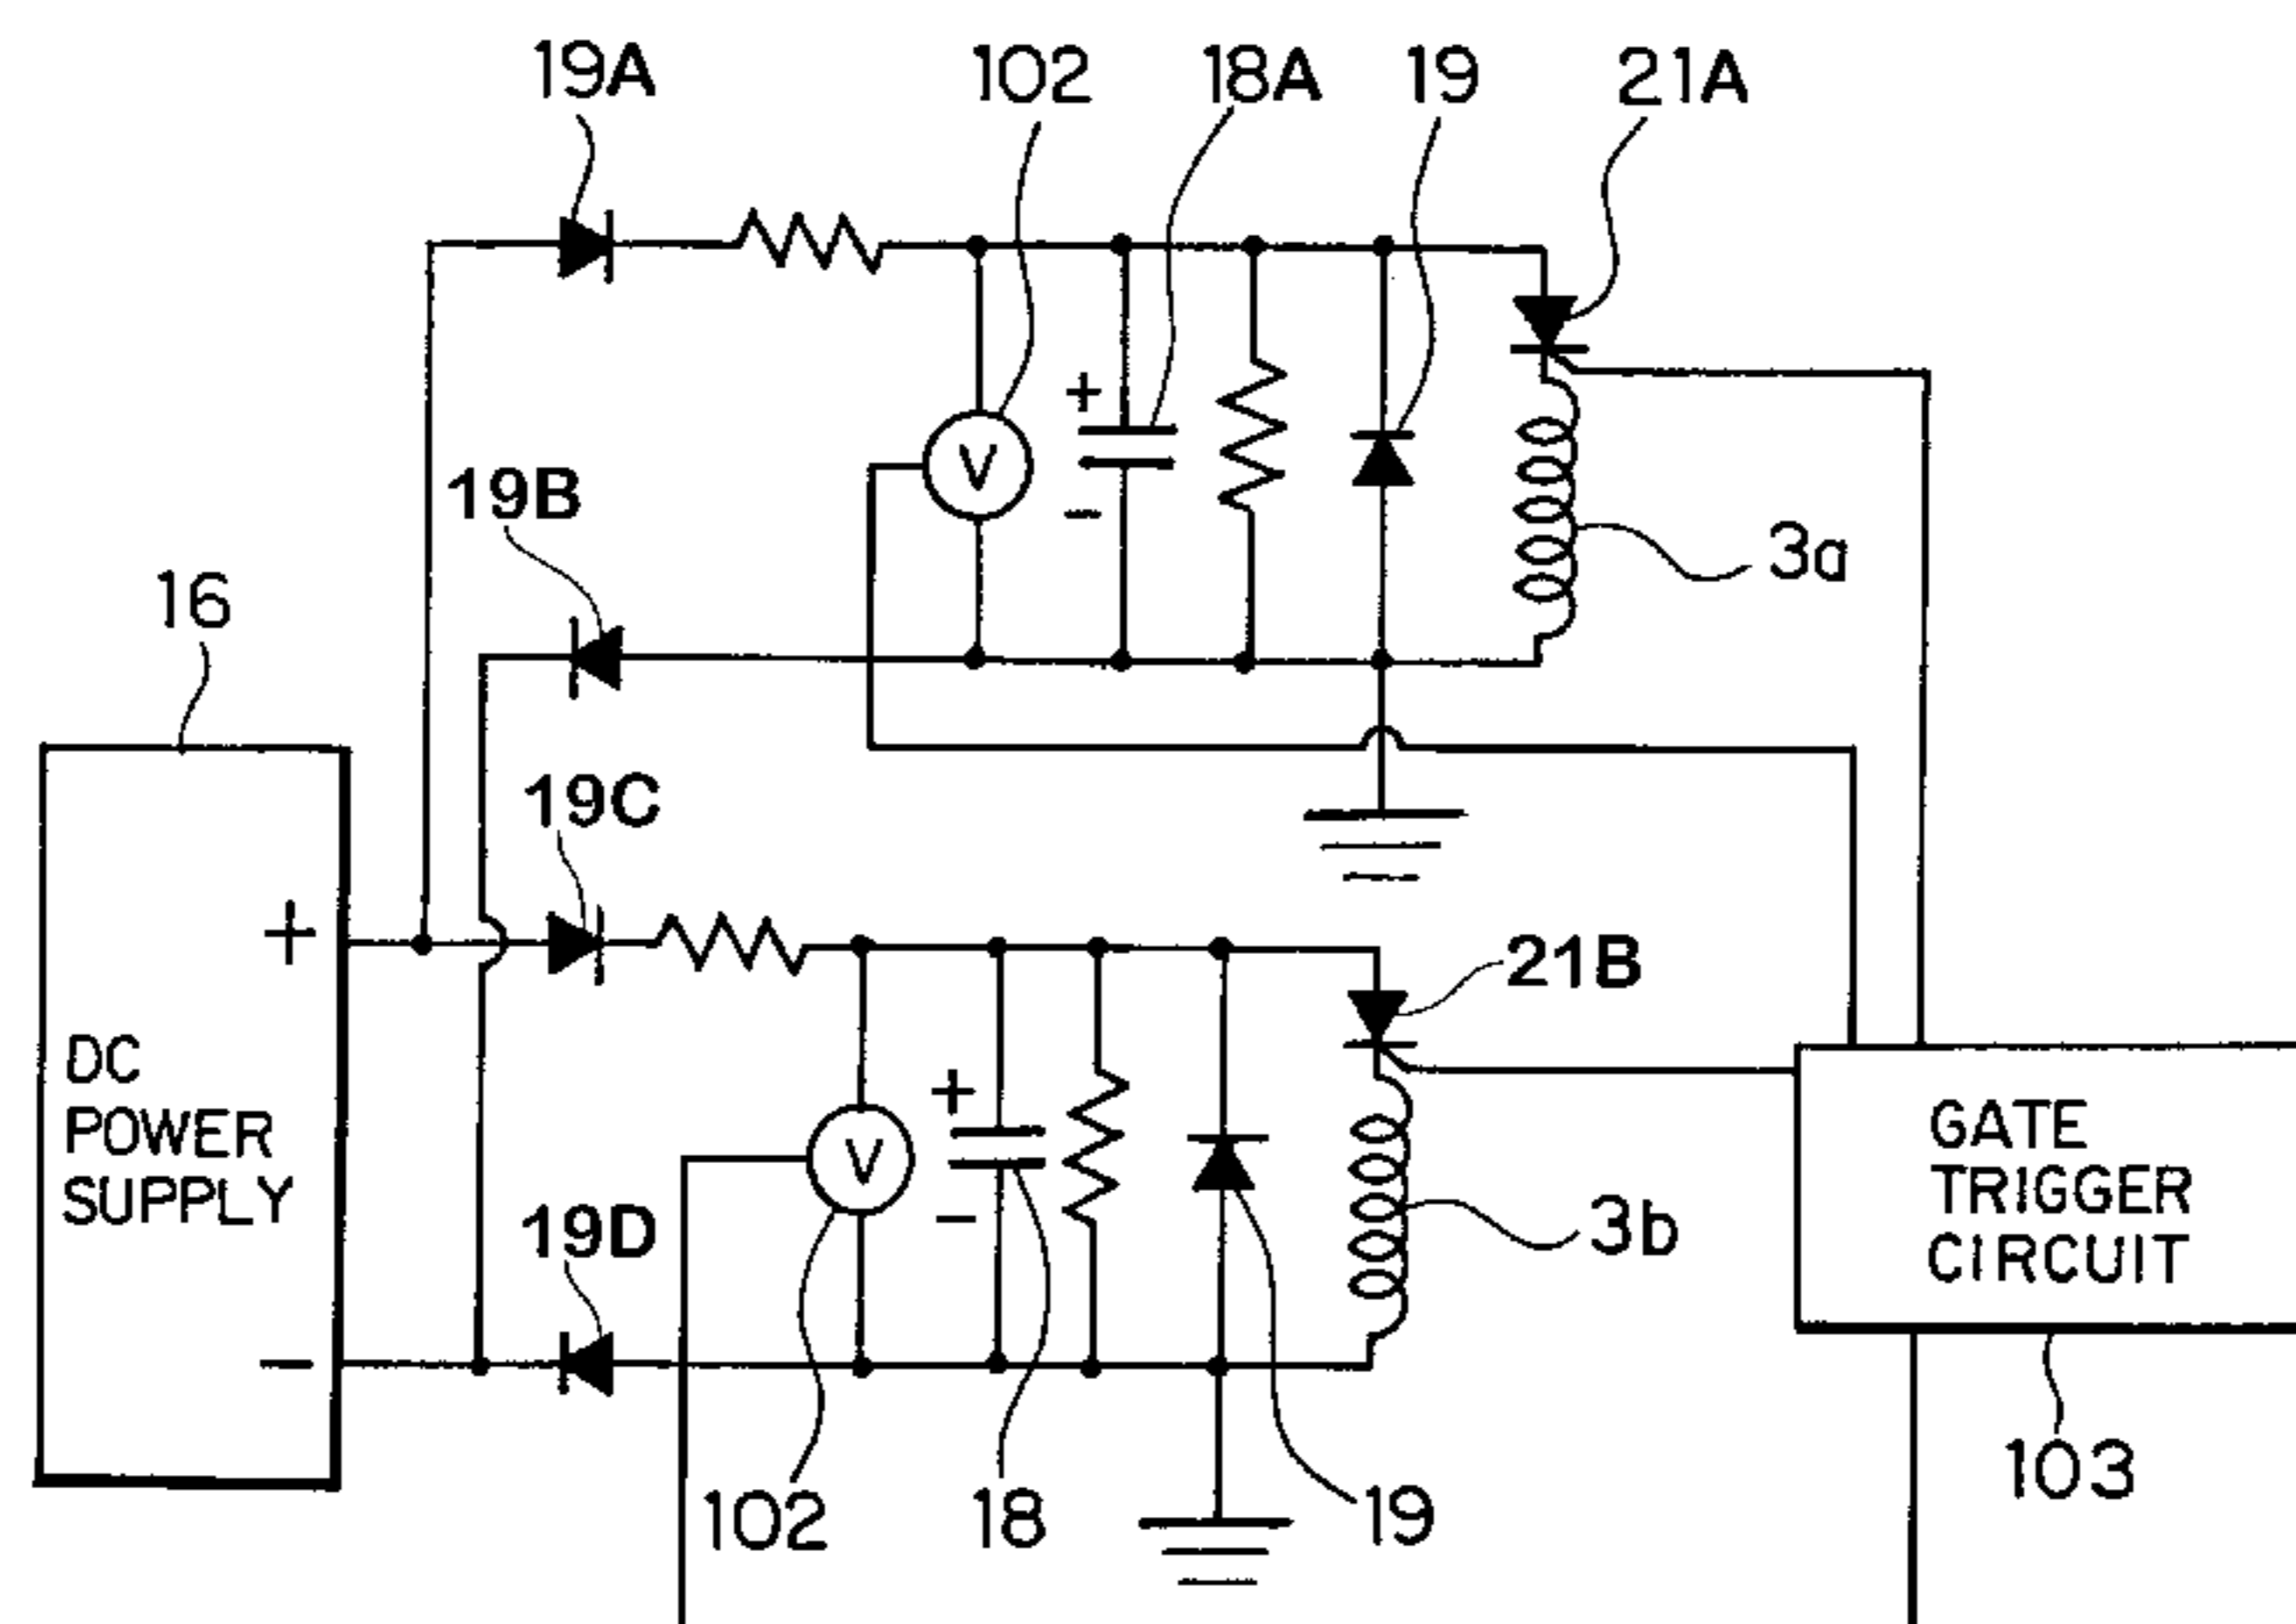 19A
102
18A
19
21A
V
+
19B
-
3a
16
19C
+
21B
DC
POWER
SUPPLY
+
V
GATE
TRIGGER
CIRCUIT
-
3b
19D
-
103
102
18
19